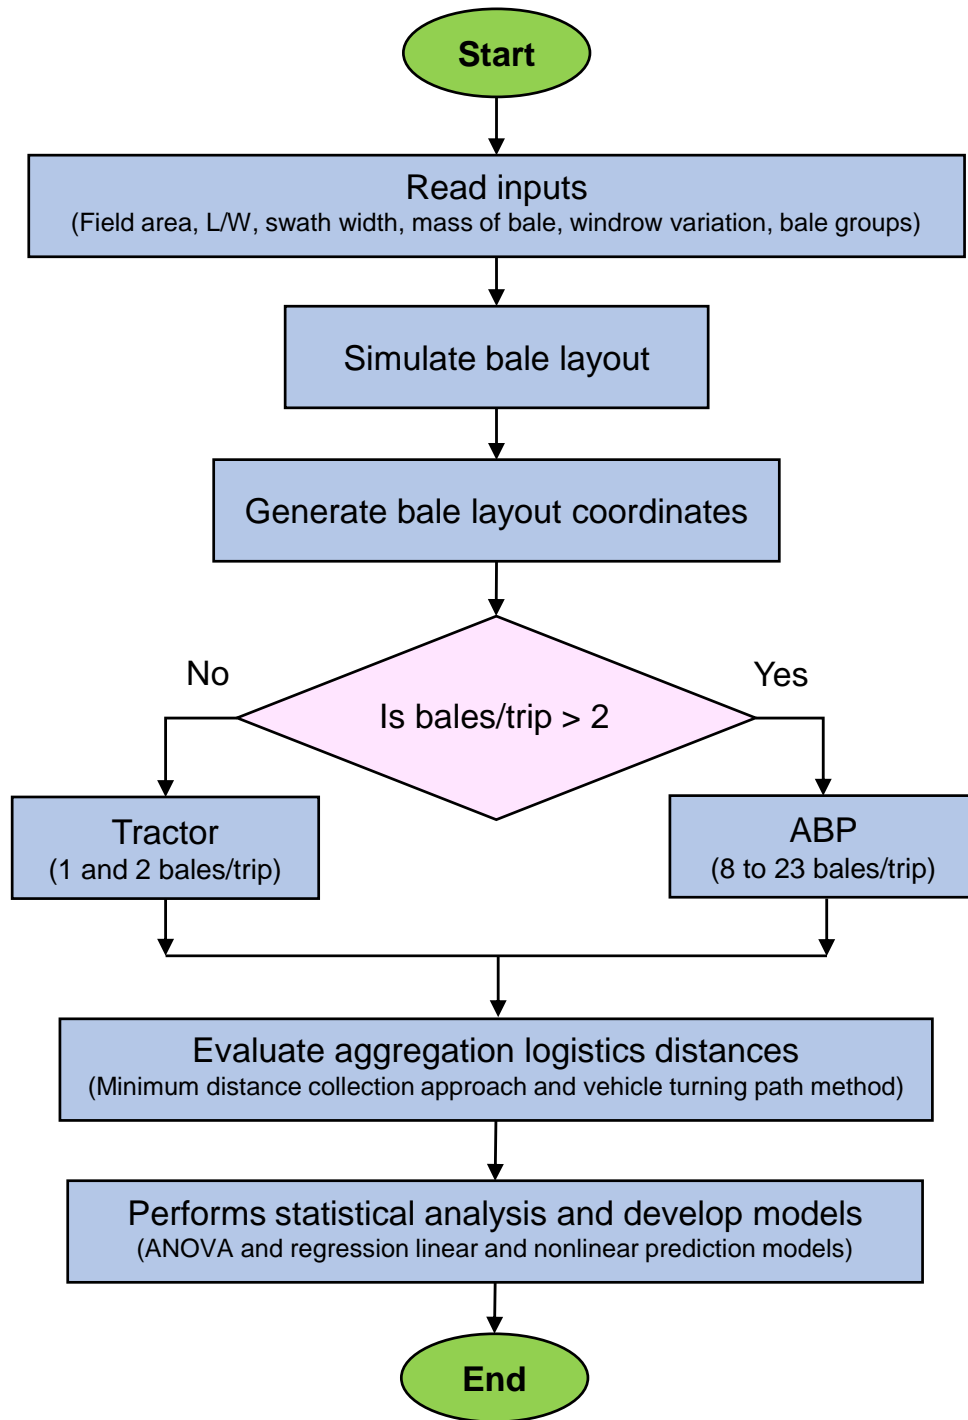 Start
Read inputs
(Field area, L/W, swath width, mass of bale, windrow variation, bale groups)
Simulate bale layout
Generate bale layout coordinates
No
Yes
Is bales/trip > 2
Tractor
(1 and 2 bales/trip)
ABP
(8 to 23 bales/trip)
Evaluate aggregation logistics distances
(Minimum distance collection approach and vehicle turning path method)
Performs statistical analysis and develop models
(ANOVA and regression linear and nonlinear prediction models)
End